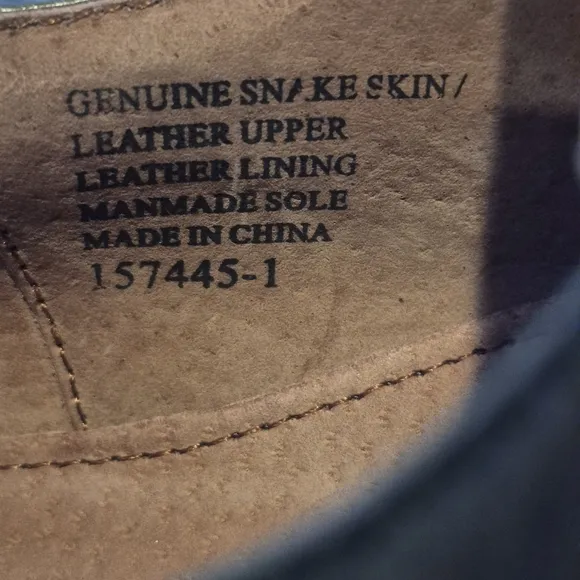 GENUINE SNAKE SKIN/
LEATHER UPPER
LEATHER LINING
MANMADE SOLE
MADE IN CHINA
157445-1